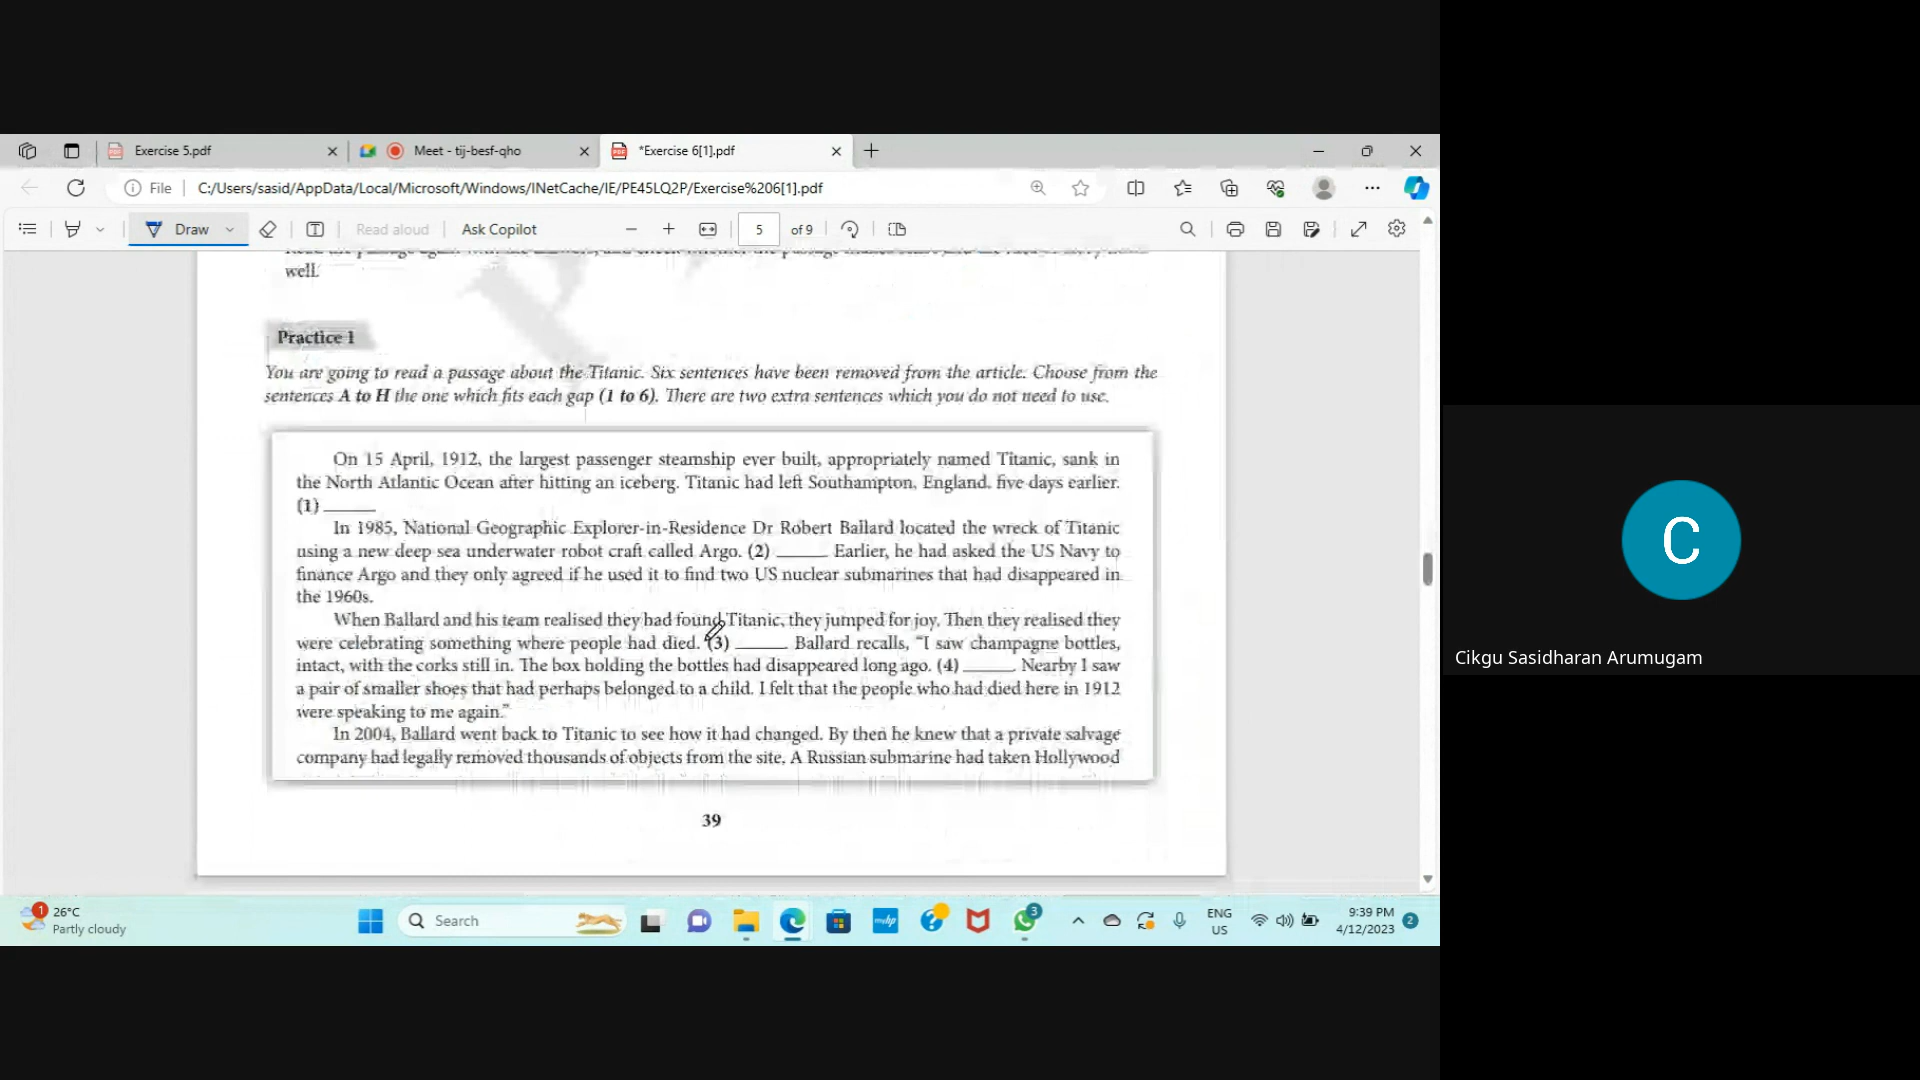 Exercise 5.pdf
Meet - tij-besf-qho
*Exercise 6[1].pdf
File
C:/Users/sasid/AppData/Local/Microsoft/Windows/INetCache/IE/PE45LQ2P/Exercise%206[1].pdf
Draw
Read aloud
Ask Copilot
5
of 9
well.
Practice 1
You are going to read a passage about the Titanic. Six sentences have been removed from the article. Choose from the
sentences A to H the one which fits each gap (1 to 6). There are two extra sentences which you do not need to use.
On 15 April, 1912, the largest passenger steamship ever built, appropriately named Titanic, sank in
the North Atlantic Ocean after hitting an iceberg. Titanic had left Southampton, England, five days earlier.
(1) _____
In 1985, National Geographic Explorer-in-Residence Dr Robert Ballard located the wreck of Titanic
using a new deep sea underwater robot craft called Argo. (2) _____ Earlier, he had asked the US Navy to
finance Argo and they only agreed if he used it to find two US nuclear submarines that had disappeared in
the 1960s.
When Ballard and his team realised they had found Titanic, they jumped for joy. Then they realised they
were celebrating something where people had died. (3) _____ Ballard recalls, "I saw champagne bottles,
intact, with the corks still in. The box holding the bottles had disappeared long ago. (4) _____ Nearby I saw
a pair of smaller shoes that had perhaps belonged to a child. I felt that the people who had died here in 1912
were speaking to me again."
In 2004, Ballard went back to Titanic to see how it had changed. By then he knew that a private salvage
company had legally removed thousands of objects from the site. A Russian submarine had taken Hollywood
39
C
Cikgu Sasidharan Arumugam
1
26°C
Partly cloudy
Search
myhp
3
ENG
US
9:39 PM
4/12/2023
2